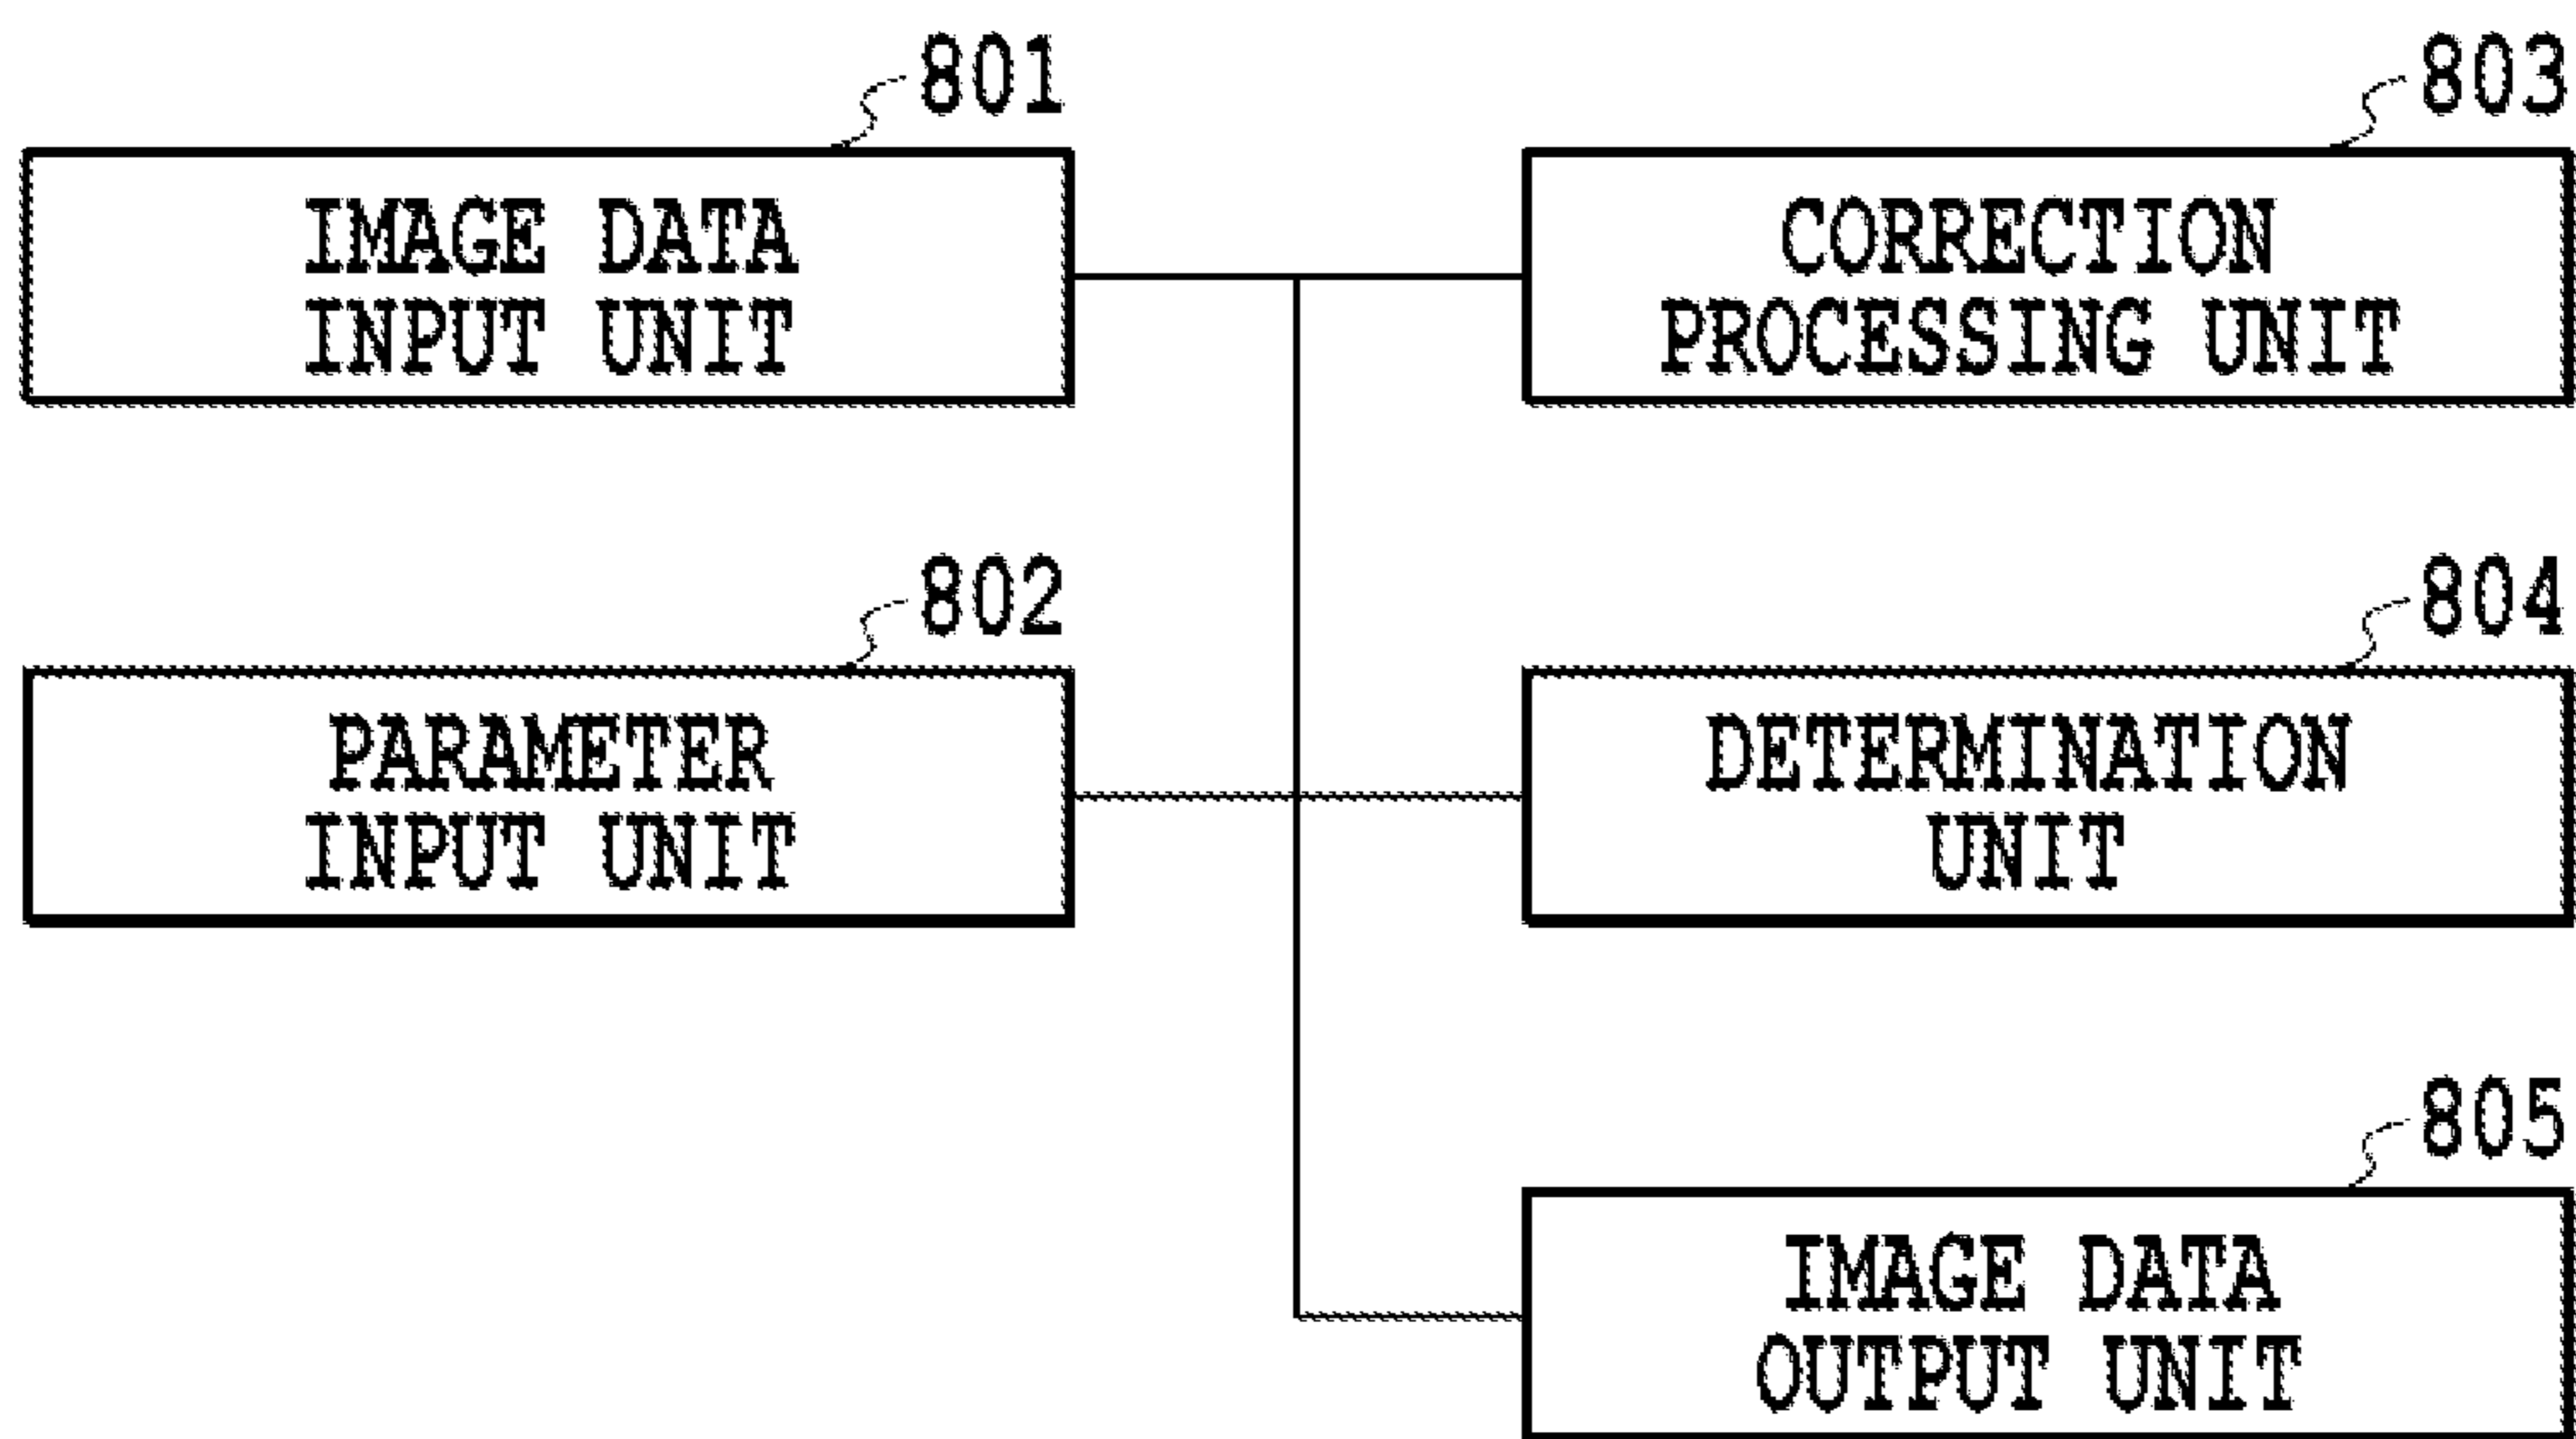 801
IMAGE DATA
INPUT UNIT
803
CORRECTION
PROCESSING UNIT
802
PARAMETER
INPUT UNIT
804
DETERMINATION
UNIT
805
IMAGE DATA
OUTPUT UNIT